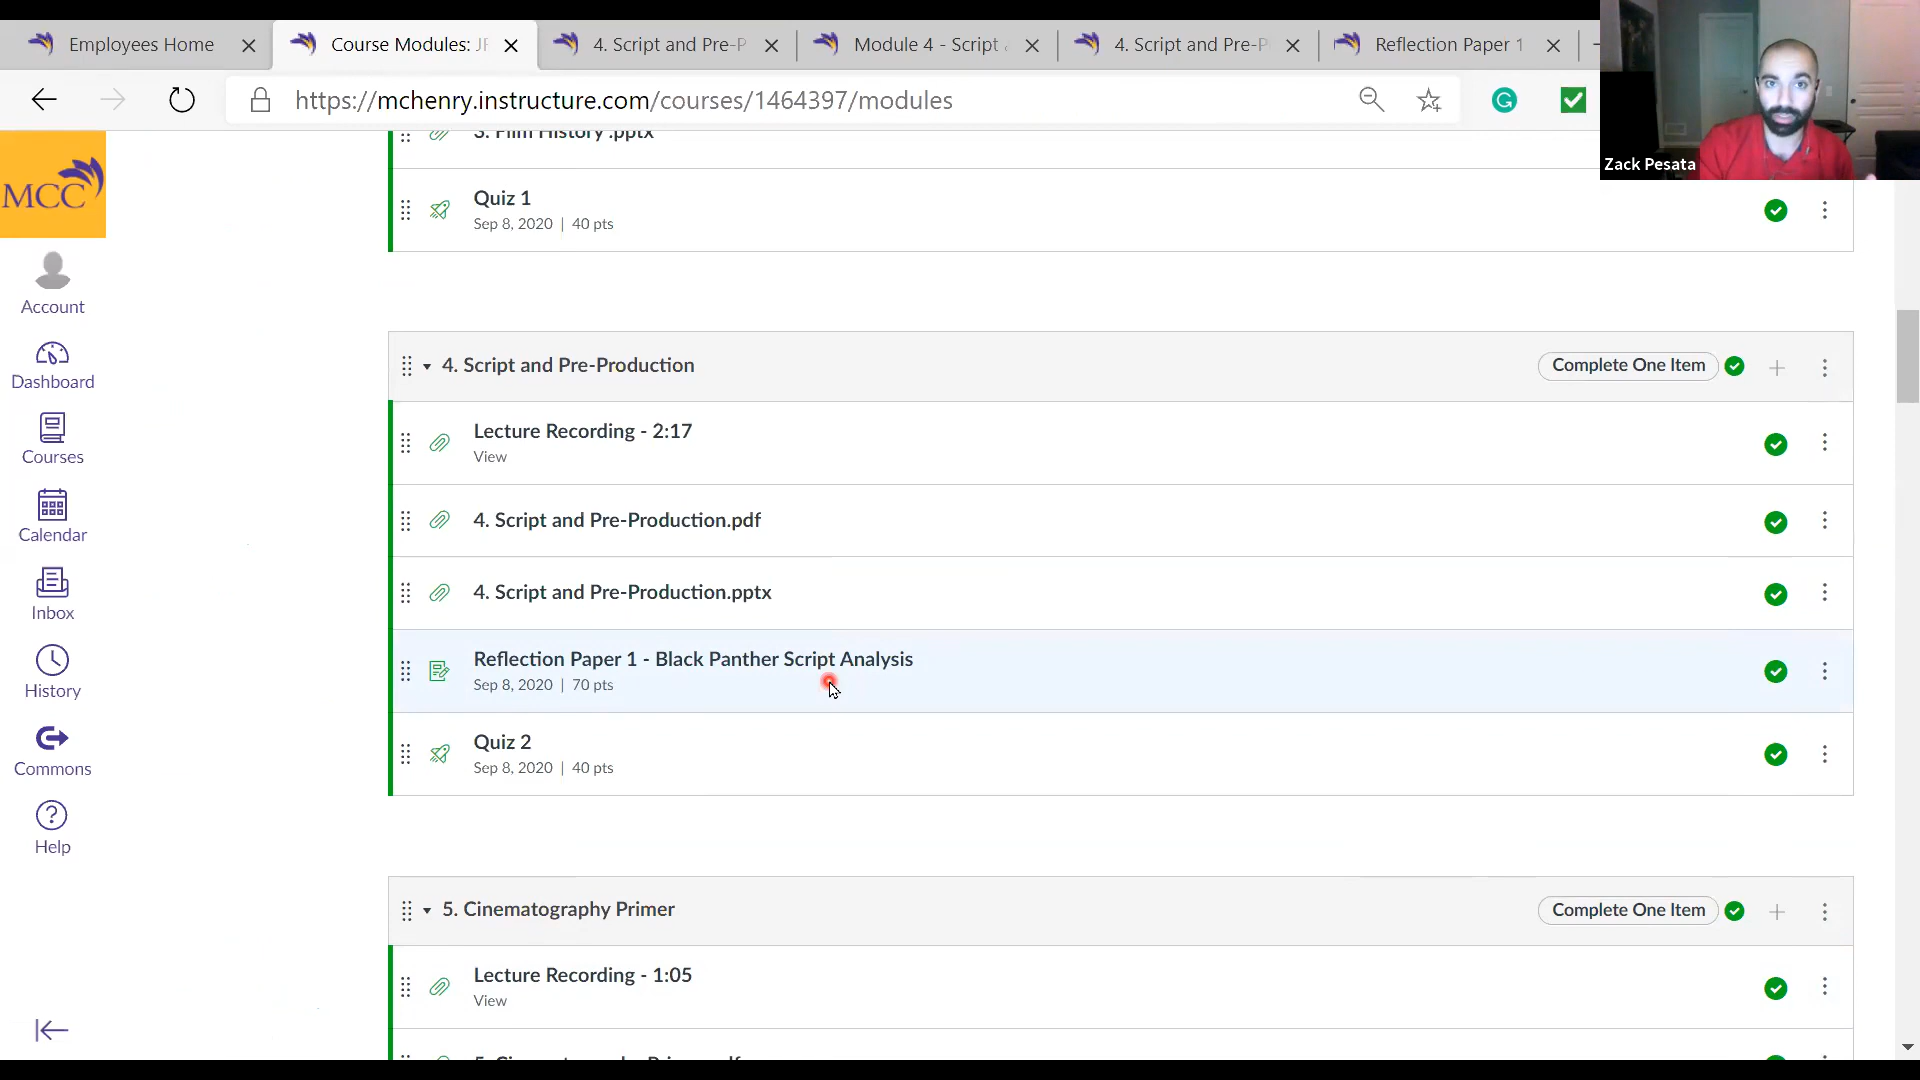 Employees Home
Course Modules: JR
4. Script and Pre-P
Module 4 - Script
4. Script and Pre-P
Reflection Paper 1
https://mchenry.instructure.com/courses/1464397/modules
Zack Pesata
MCC
Account
Dashboard
Courses
Calendar
Inbox
History
Commons
Help
3. Film History .pptx
Quiz 1
Sep 8, 2020 | 40 pts
4. Script and Pre-Production
Complete One Item
Lecture Recording - 2:17
View
4. Script and Pre-Production.pdf
4. Script and Pre-Production.pptx
Reflection Paper 1 - Black Panther Script Analysis
Sep 8, 2020 | 70 pts
Quiz 2
Sep 8, 2020 | 40 pts
5. Cinematography Primer
Complete One Item
Lecture Recording - 1:05
View